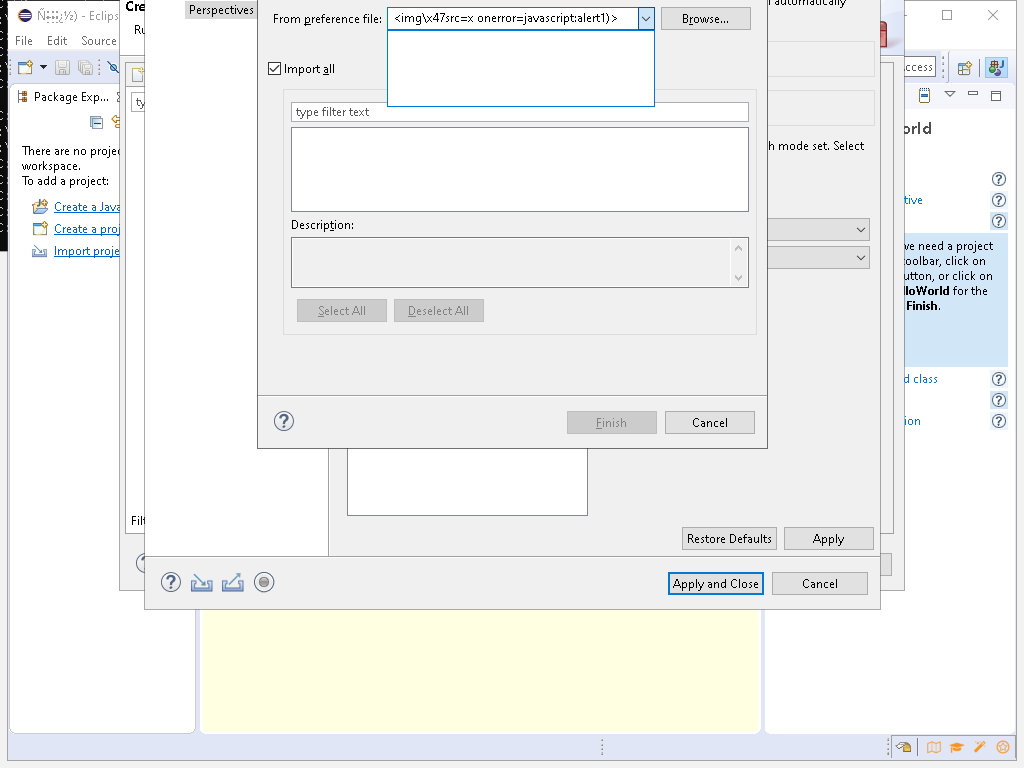 - Eclips
File Edit Source
Package Exp...
There are no projec
workspace.
To add a project:
Create a Java
Create a proj
Import proje
Cre
Ru
ty
Filt
Perspectives
automatically
From preference file: <img\x47src=x onerror=javascript:alert1)> Browse...
Import all
type filter text
Description:
Select All Deselect All
Finish Cancel
h mode set. Select
Restore Defaults Apply
Apply and Close Cancel
ccess
orld
tive
ve need a project
oolbar, click on
utton, or click on
lloWorld for the
Finish.
d class
ion